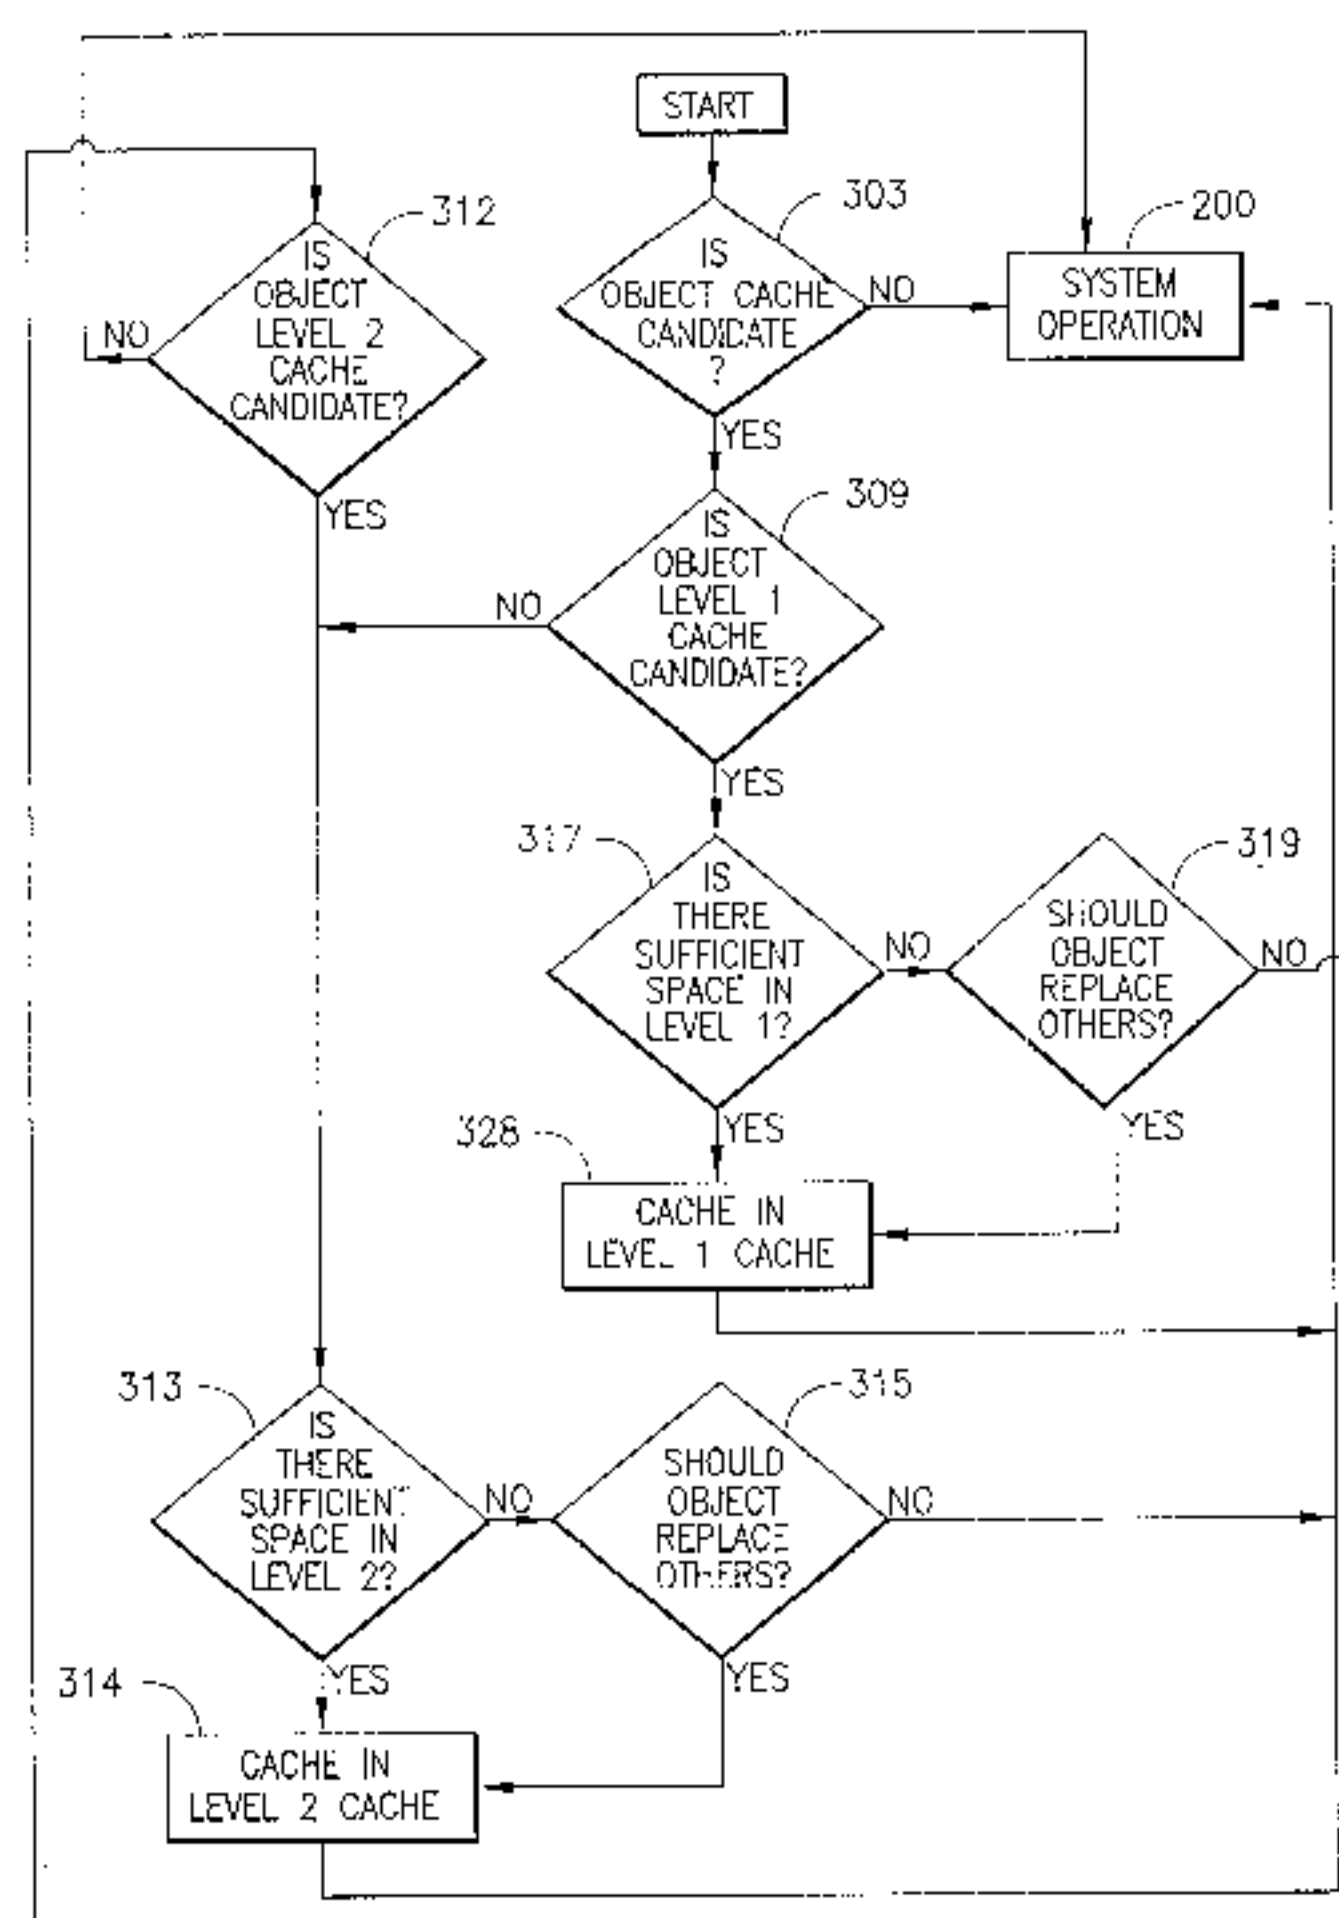 START
303
IS
OBJECT CACHE
CANDIDATE
?
NO
YES
200
SYSTEM
OPERATION
312
IS
OBJECT
LEVEL 2
CACHE
CANDIDATE?
NO
YES
309
IS
OBJECT
LEVEL 1
CACHE
CANDIDATE?
NO
YES
317
IS
THERE
SUFFICIENT
SPACE IN
LEVEL 1?
NO
YES
319
SHOULD
OBJECT
REPLACE
OTHERS?
NO
YES
328
CACHE IN
LEVEL 1 CACHE
313
IS
THERE
SUFFICIENT
SPACE IN
LEVEL 2?
NO
YES
315
SHOULD
OBJECT
REPLACE
OTHERS?
NO
YES
314
CACHE IN
LEVEL 2 CACHE